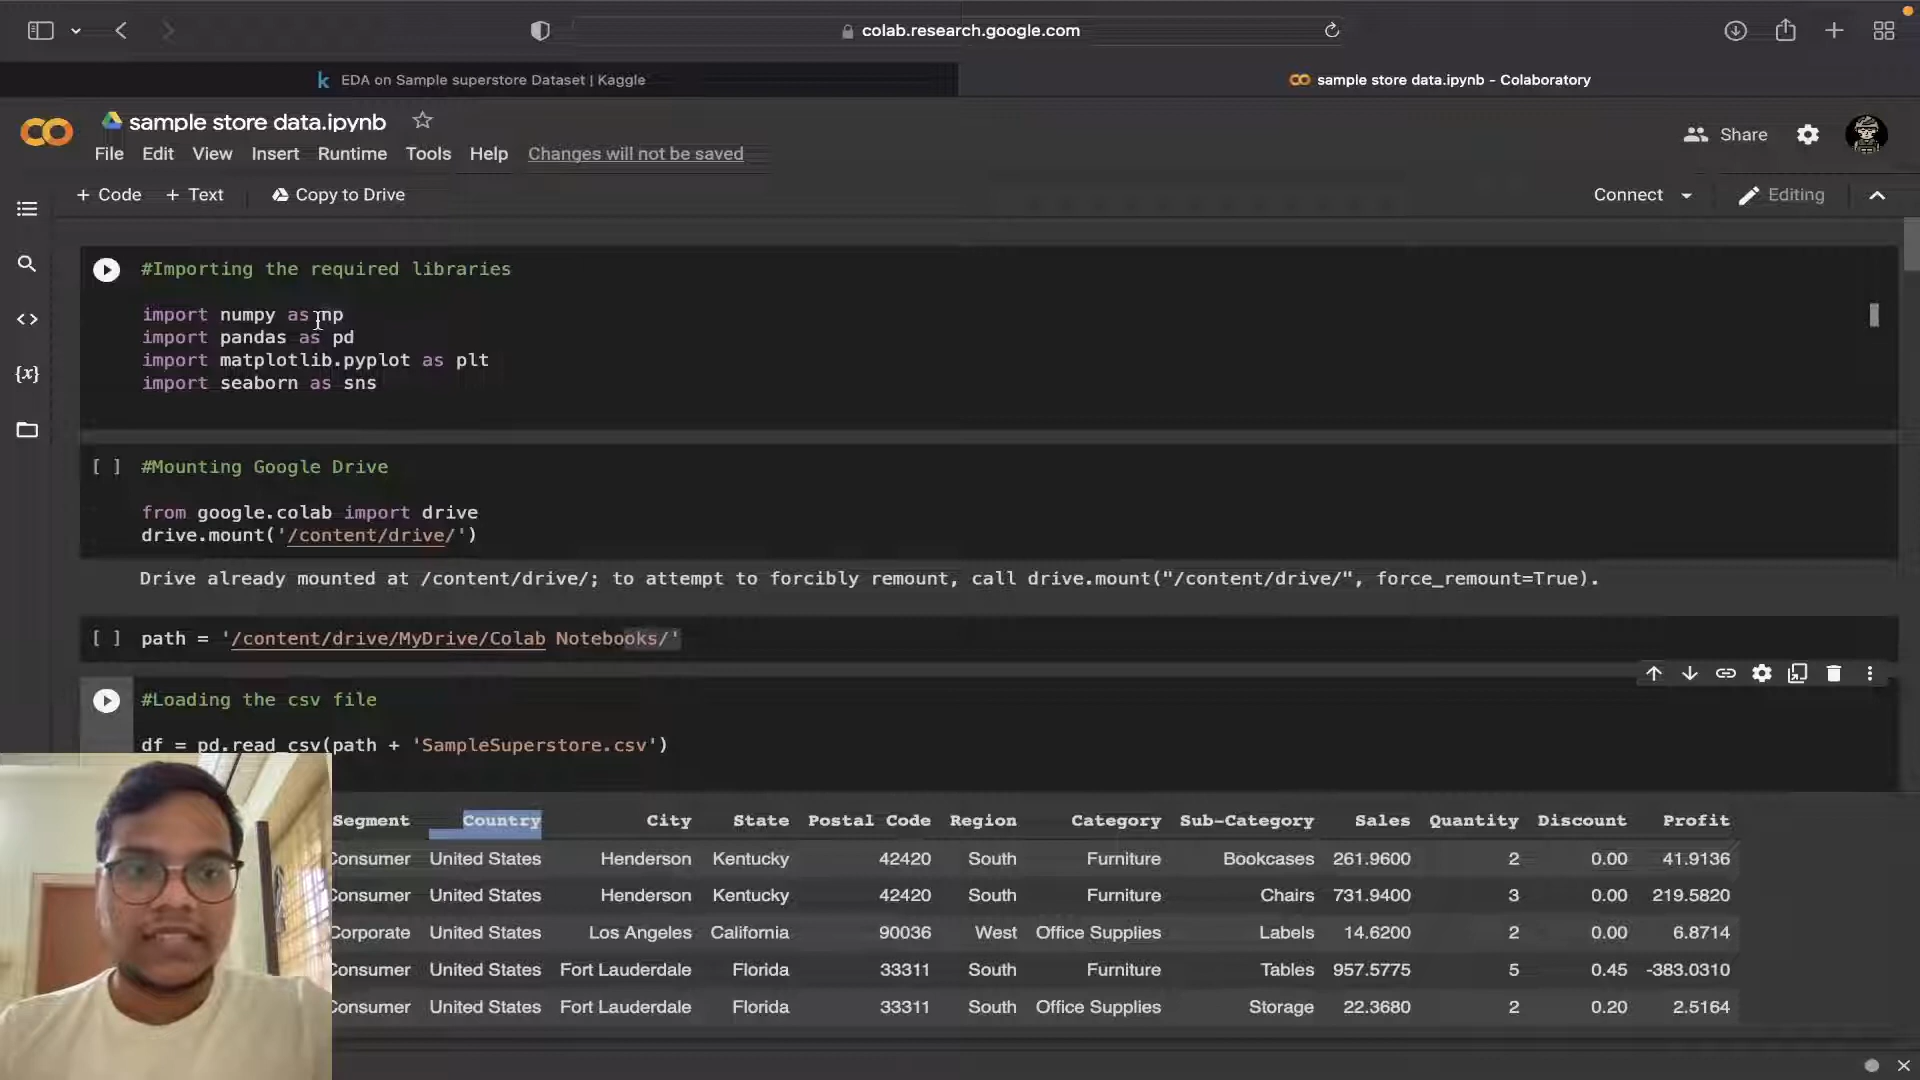 colab.research.google.com
EDA on Sample superstore Dataset | Kaggle
sample store data.ipynb - Colaboratory
sample store data.ipynb
Share
File Edit View Insert Runtime Tools Help Changes will not be saved
+ Code + Text Copy to Drive
Connect Editing
#Importing the required libraries
import numpy as np
import pandas as pd
import matplotlib.pyplot as plt
import seaborn as sns
[ ] #Mounting Google Drive
from google.colab import drive
drive.mount('/content/drive/')
Drive already mounted at /content/drive/; to attempt to forcibly remount, call drive.mount("/content/drive/", force_remount=True).
[ ] path = '/content/drive/MyDrive/Colab Notebooks/'
#Loading the csv file
df = pd.read_csv(path + 'SampleSuperstore.csv')
Segment Country City State Postal Code Region Category Sub-Category Sales Quantity Discount Profit
Consumer United States Henderson Kentucky 42420 South Furniture Bookcases 261.9600 2 0.00 41.9136
Consumer United States Henderson Kentucky 42420 South Furniture Chairs 731.9400 3 0.00 219.5820
Corporate United States Los Angeles California 90036 West Office Supplies Labels 14.6200 2 0.00 6.8714
Consumer United States Fort Lauderdale Florida 33311 South Furniture Tables 957.5775 5 0.45 -383.0310
Consumer United States Fort Lauderdale Florida 33311 South Office Supplies Storage 22.3680 2 0.20 2.5164